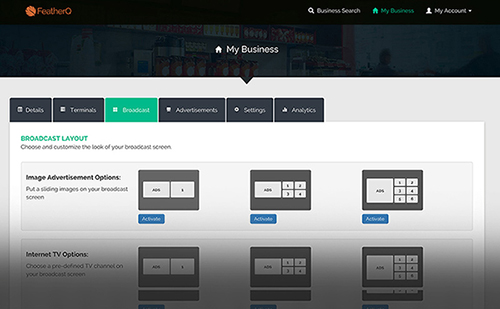 FeatherQ
Business Search
My Business
My Account
My Business
Details
Terminals
Broadcast
Advertisements
Settings
Analytics
BROADCAST LAYOUT
Choose and customize the look of your broadcast screen.
Image Advertisement Options:
Put a sliding images on your broadcast
screen
ADS 1
ADS 1 2
3 4
ADS 1 2
3 4
5 6
Activate
Activate
Activate
Internet TV Options:
Choose a pre-defined TV channel on
your broadcast screen
ADS 1
ADS 1 2
3 4
ADS 1 2
3 4